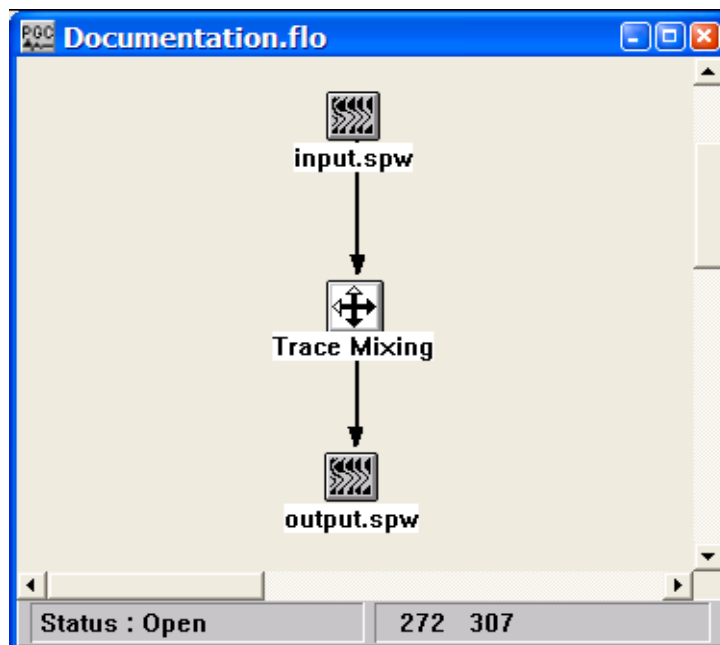 PGC Documentation.flo
input.spw
Trace Mixing
output.spw
Status : Open 272 307